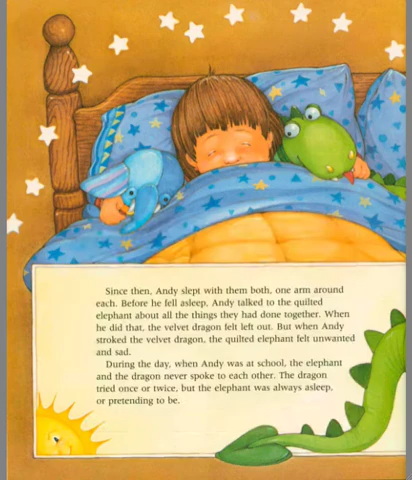 Since then, Andy slept with them both, one arm around
each. Before he fell asleep, Andy talked to the quilted
elephant about all the things they had done together. When
he did that, the velvet dragon felt left out. But when Andy
stroked the velvet dragon, the quilted elephant felt unwanted
and sad.
During the day, when Andy was at school, the elephant
and the dragon never spoke to each other. The dragon
tried once or twice, but the elephant was always asleep,
or pretending to be.